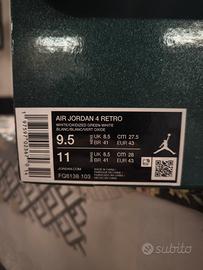 AIR JORDAN 4 RETRO
WHITE/OXIDIZED GREEN-WHITE
BLANC/BLANC/VERT OXIDE
9.5
UK 8.5
CM 27.5
BR 41
EUR 43
11
UK 8.5
CM 28
BR 41
EUR 43
JORDAN.COM
FQ8138 103
subito